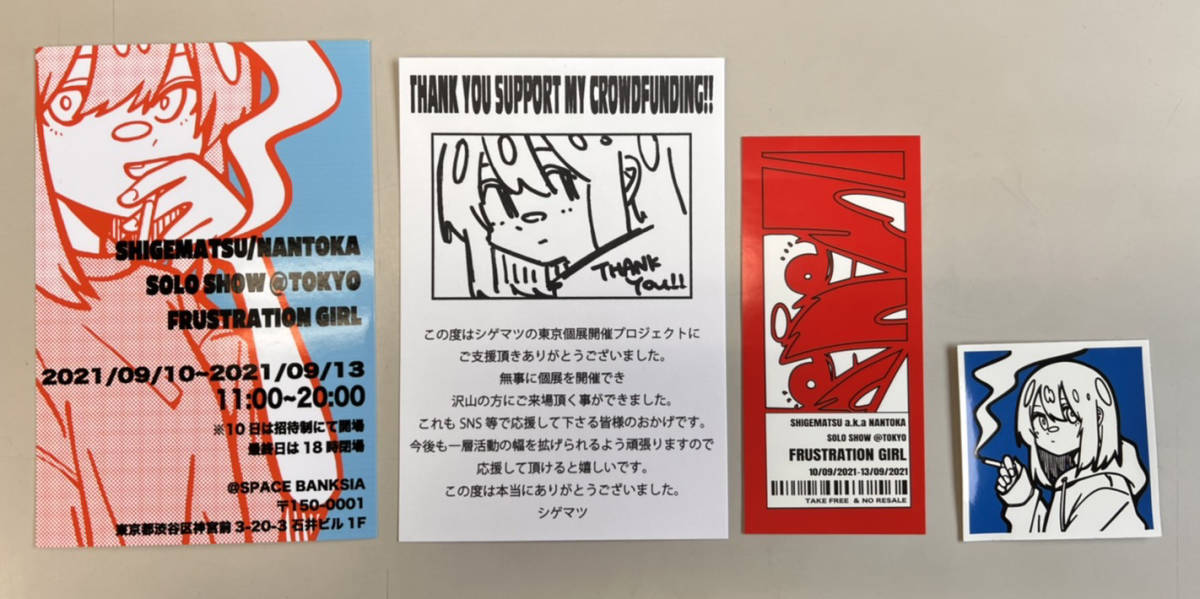 SHIGEMATSU/NANTOKA
SOLO SHOW @TOKYO
FRUSTRATION GIRL
2021/09/10~2021/09/13
11:00~20:00
※10日は招待制にて開場
最終日は18時閉場
@SPACE BANKSIA
〒150-0001
東京都渋谷区神宮前 3-20-3 石井ビル 1F
THANK YOU SUPPORT MY CROWDFUNDING!!
THANK
YOU!!
この度はシゲマツの東京個展開催プロジェクトに
ご支援頂きありがとうございました。
無事に個展を開催でき
沢山の方にご来場頂く事ができました。
これも SNS 等で応援して下さる皆様のおかげです。
今後も一層活動の幅を拡げられるよう頑張りますので
応援して頂けると嬉しいです。
この度は本当にありがとうございました。
シゲマツ
SHIGEMATSU a.k.a NANTOKA
SOLO SHOW @TOKYO
FRUSTRATION GIRL
10/09/2021-13/09/2021
TAKE FREE & NO RESALE